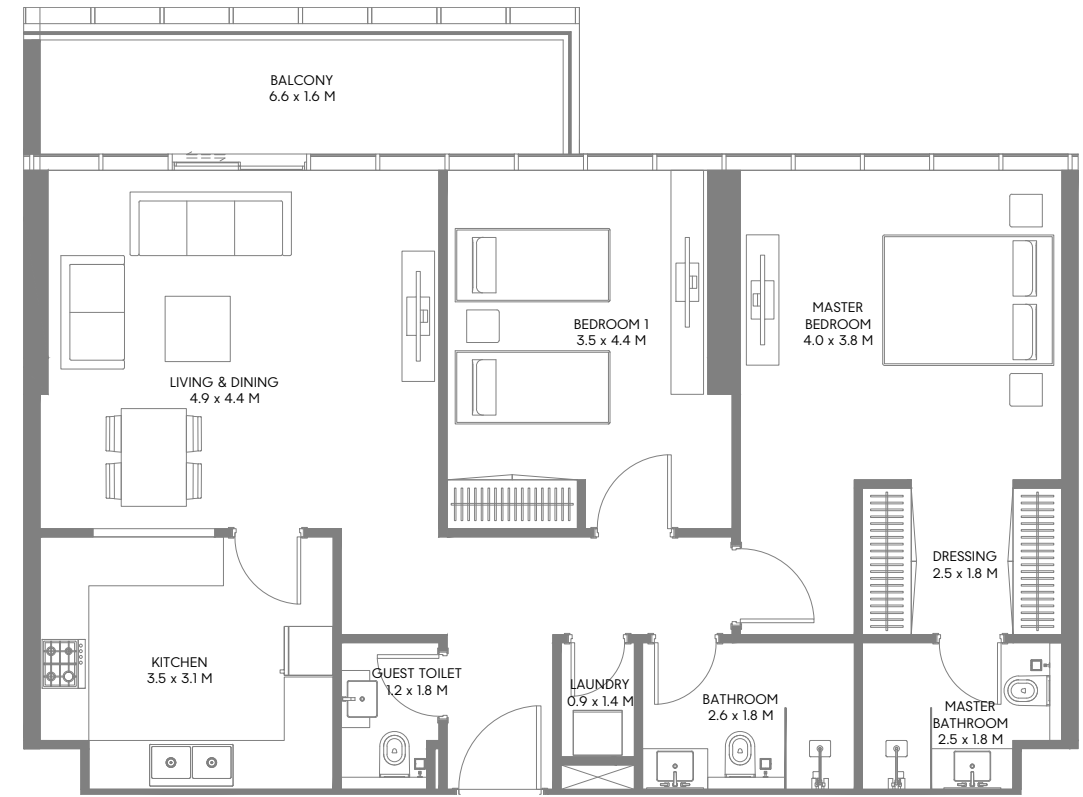 BALCONY
6.6 x 1.6 M
BEDROOM 1
3.5 x 4.4 M
MASTER
BEDROOM
4.0 x 3.8 M
LIVING & DINING
4.9 x 4.4 M
DRESSING
2.5 x 1.8 M
KITCHEN
3.5 x 3.1 M
GUEST TOILET
1.2 x 1.8 M
LAUNDRY
0.9 x 1.4 M
BATHROOM
2.6 x 1.8 M
MASTER
BATHROOM
2.5 x 1.8 M